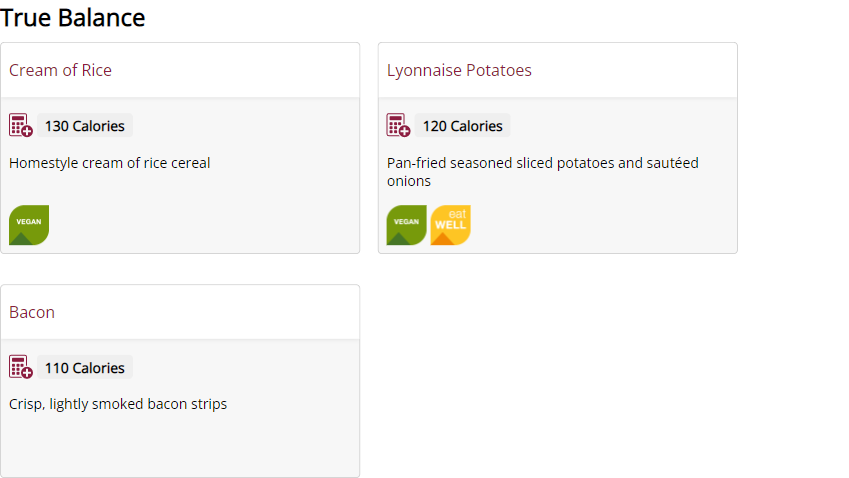 True Balance
Cream of Rice
130 Calories
Homestyle cream of rice cereal
VEGAN
Lyonnaise Potatoes
120 Calories
Pan-fried seasoned sliced potatoes and sautéed
onions
VEGAN
eat
WELL
Bacon
110 Calories
Crisp, lightly smoked bacon strips